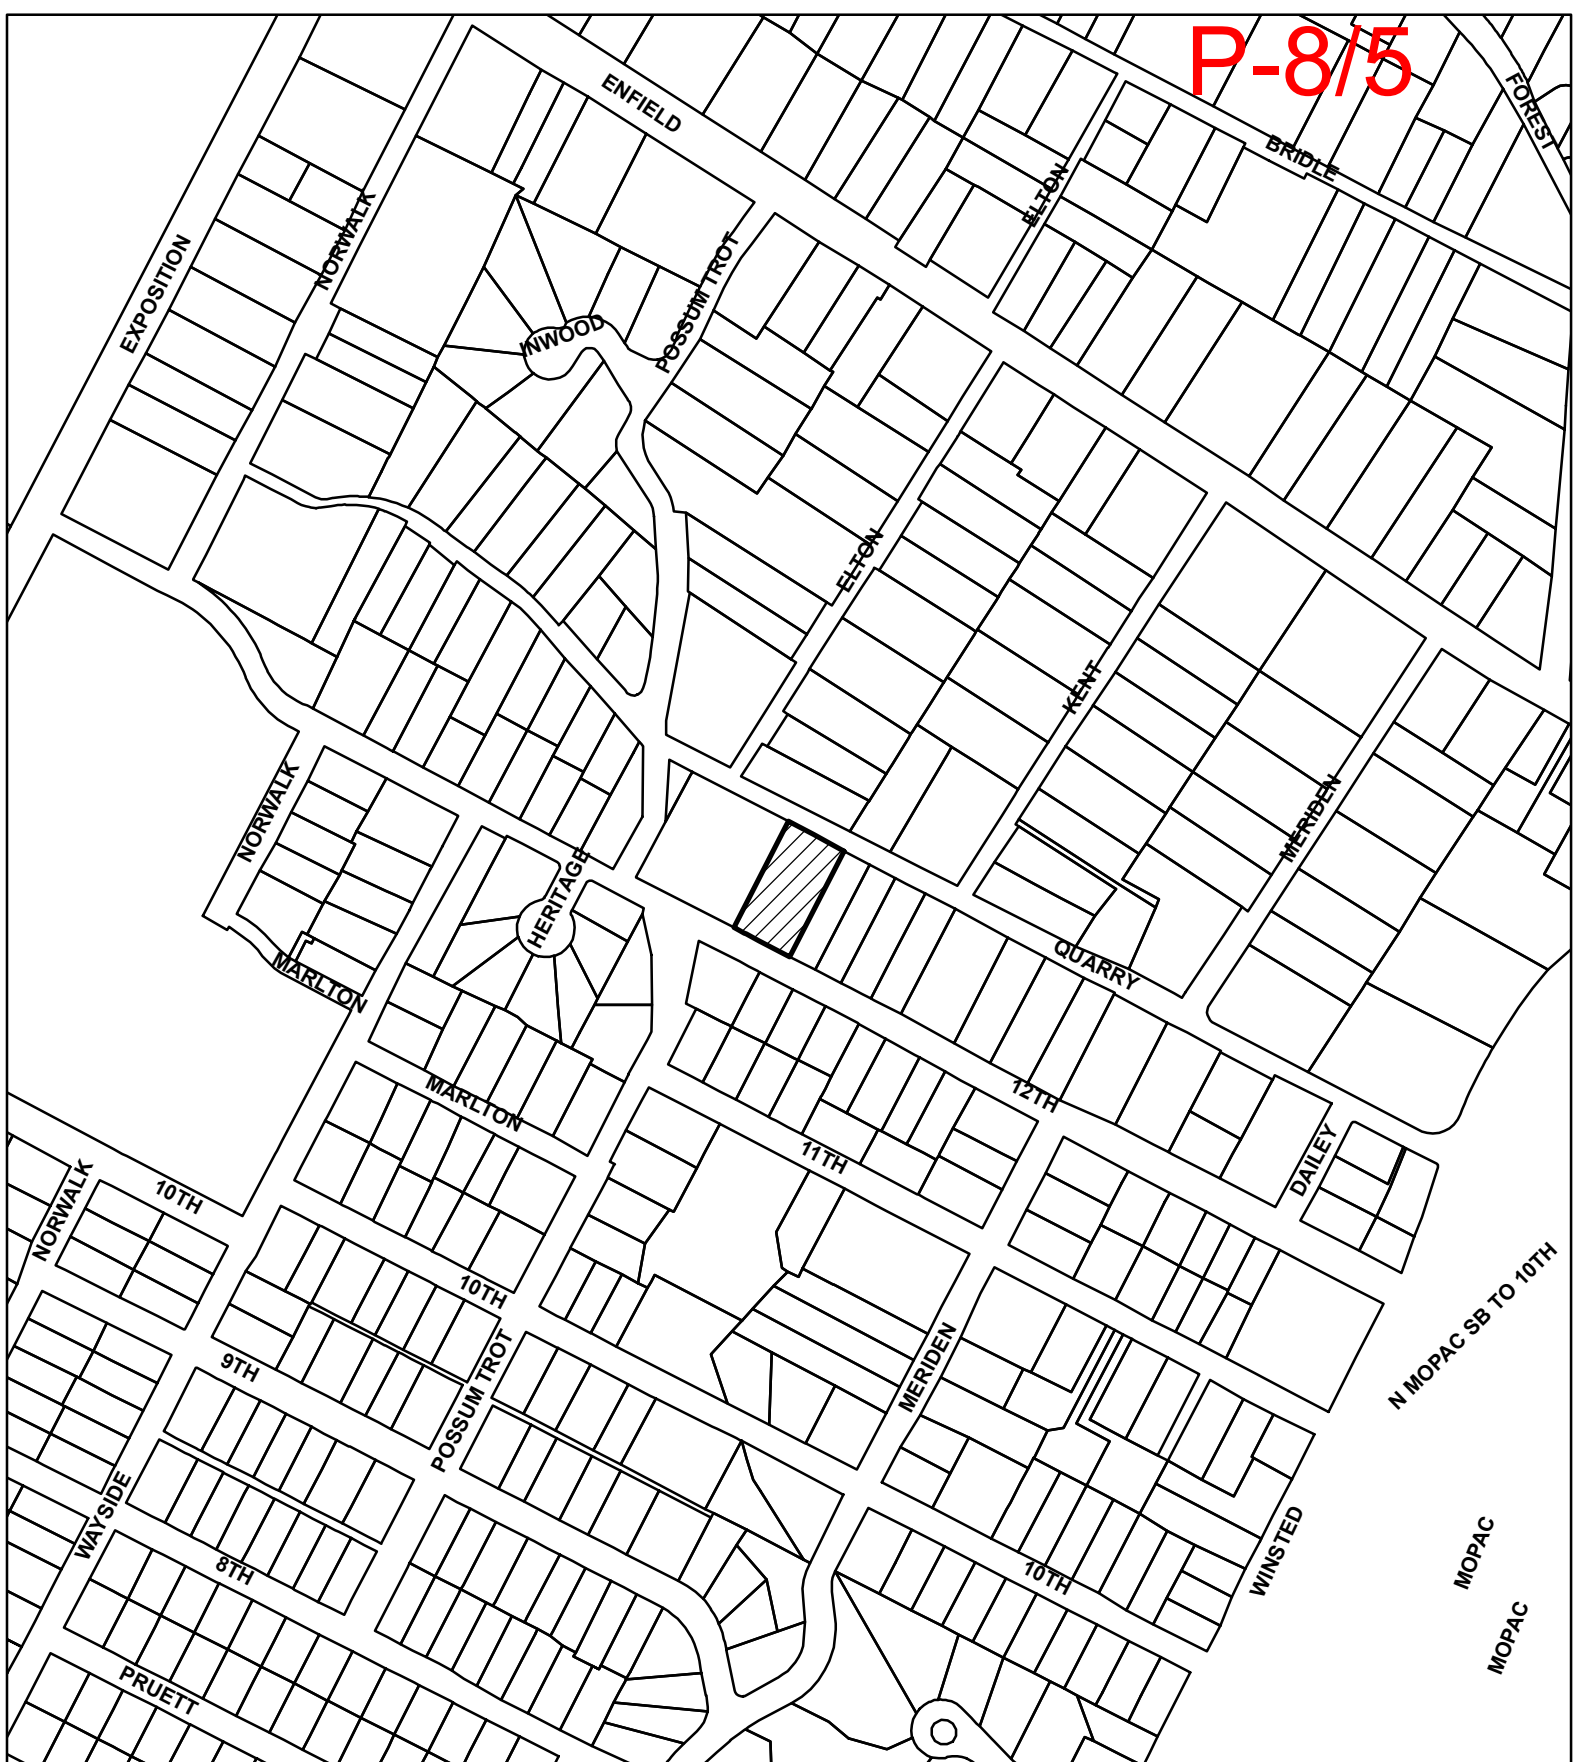 P-8/5
FOREST
ENFIELD
BRIDLE
ELTON
NORWALK
EXPOSITION
POSSUM TROT
INWOOD
ELTON
KENT
NORWALK
MERIDEN
HERITAGE
QUARRY
MARLTON
MARLTON
12TH
11TH
DAILEY
NORWALK
10TH
10TH
N MOPAC SB TO 10TH
9TH
POSSUM TROT
MERIDEN
WAYSIDE
8TH
10TH
WINSTED
MOPAC
MOPAC
PRUETT